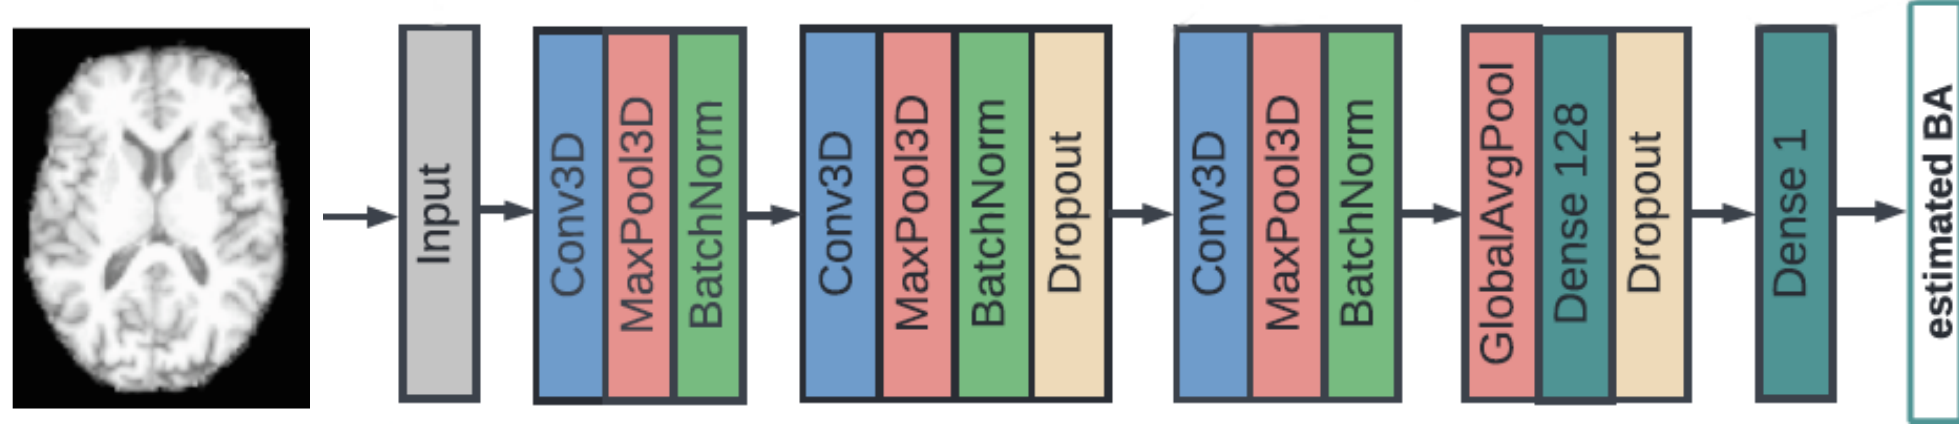 Input
Conv3D
MaxPool3D
BatchNorm
Conv3D
MaxPool3D
BatchNorm
Dropout
Conv3D
MaxPool3D
BatchNorm
GlobalAvgPool
Dense 128
Dropout
Dense 1
estimated BA